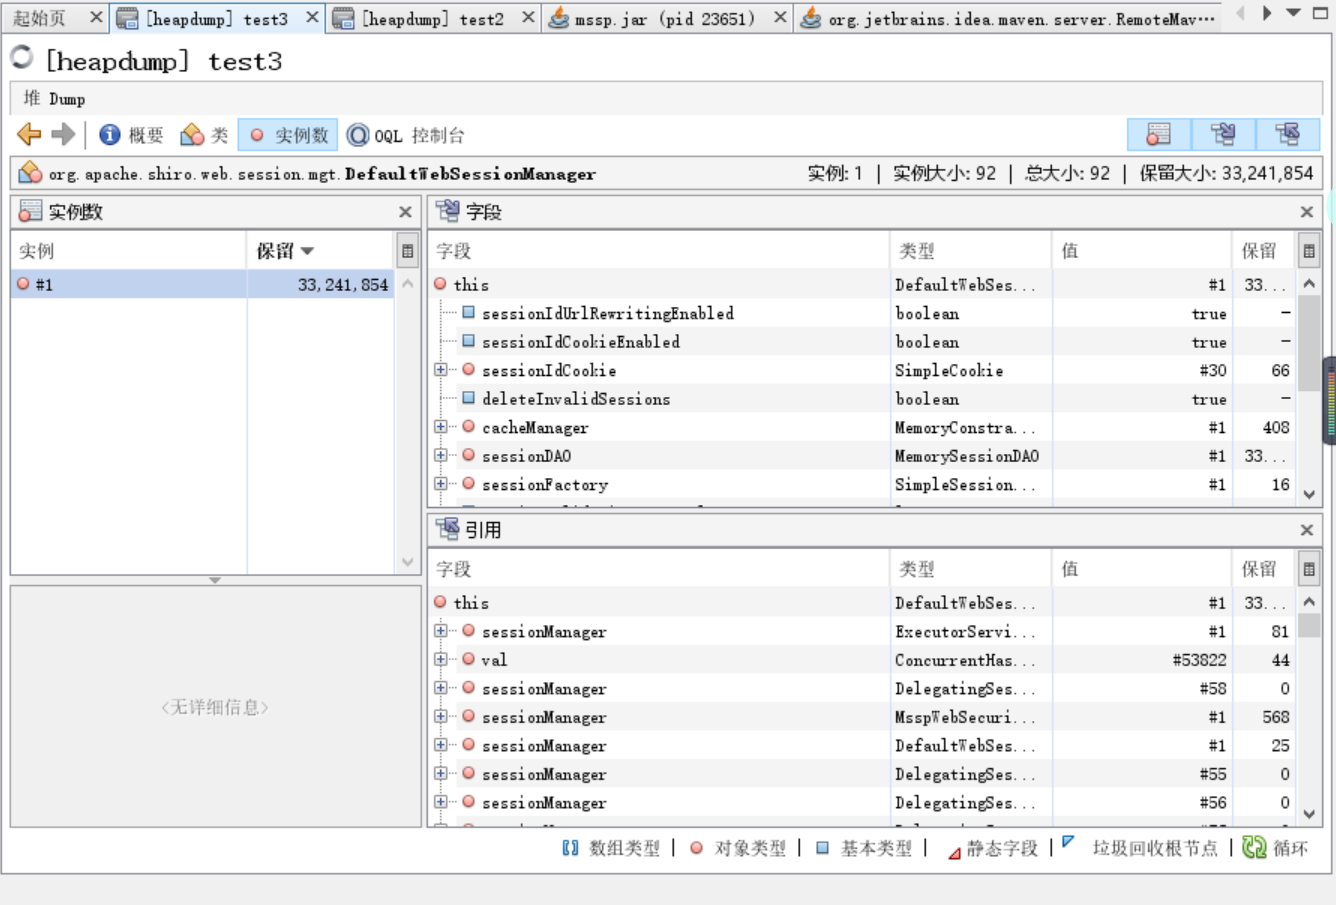 起始页 [heapdump] test3 [heapdump] test2 mssp.jar (pid 23651) org.jetbrains.idea.maven.server.RemoteMav...
[heapdump] test3
堆 Dump
概要 类 实例数 OQL 控制台
org.apache.shiro.web.session.mgt.DefaultWebSessionManager 实例: 1 | 实例大小: 92 | 总大小: 92 | 保留大小: 33,241,854
实例数
实例 保留
#1 33,241,854
<无详细信息>
字段
字段 类型 值 保留
this DefaultWebSes... #1 33...
sessionIdUrlRewritingEnabled boolean true –
sessionIdCookieEnabled boolean true –
sessionIdCookie SimpleCookie #30 66
deleteInvalidSessions boolean true –
cacheManager MemoryConstra... #1 408
sessionDAO MemorySessionDAO #1 33...
sessionFactory SimpleSession... #1 16
引用
字段 类型 值 保留
this DefaultWebSes... #1 33...
sessionManager ExecutorServi... #1 81
val ConcurrentHas... #53822 44
sessionManager DelegatingSes... #58 0
sessionManager MsspWebSecuri... #1 568
sessionManager DefaultWebSes... #1 25
sessionManager DelegatingSes... #55 0
sessionManager DelegatingSes... #56 0
数组类型 | 对象类型 | 基本类型 | 静态字段 | 垃圾回收根节点 | 循环